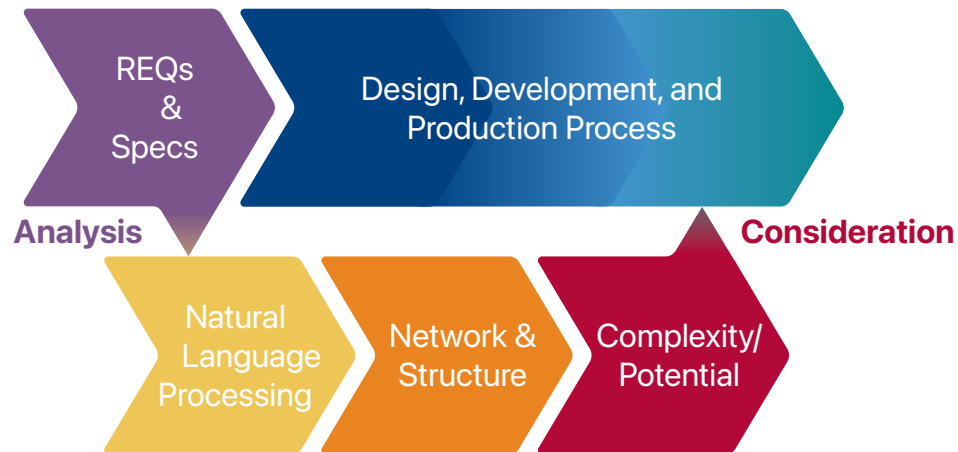 REQs
&
Specs
Design, Development, and
Production Process
Analysis
Consideration
Natural
Language
Processing
Network &
Structure
Complexity/
Potential